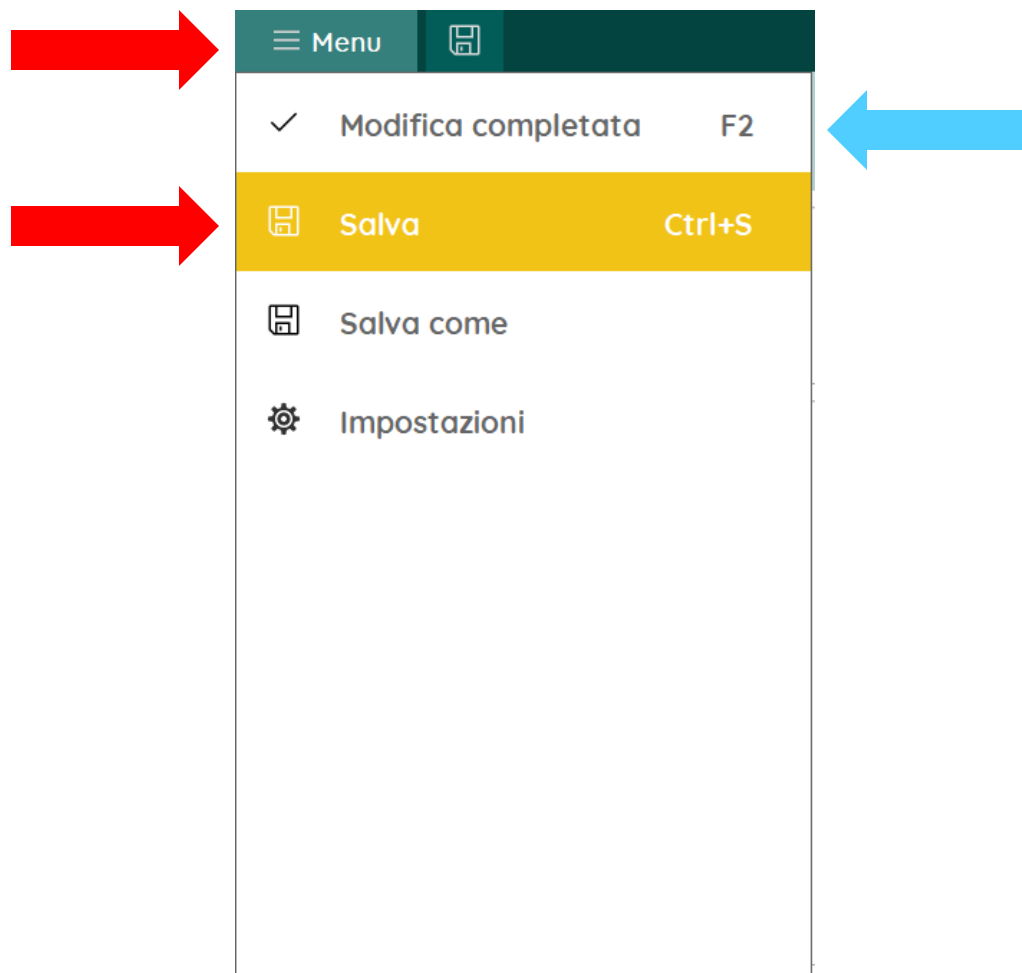 Menu
Modifica completata F2
Salva Ctrl+S
Salva come
Impostazioni